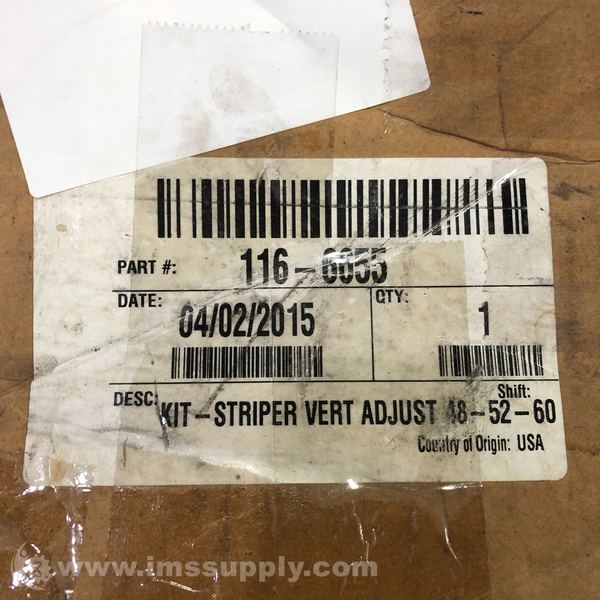 PART #: 116-6655
DATE: 04/02/2015
QTY: 1
Shift:
DESC: KIT-STRIPER VERT ADJUST 48-52-60
Country of Origin: USA
www.imssupply.com